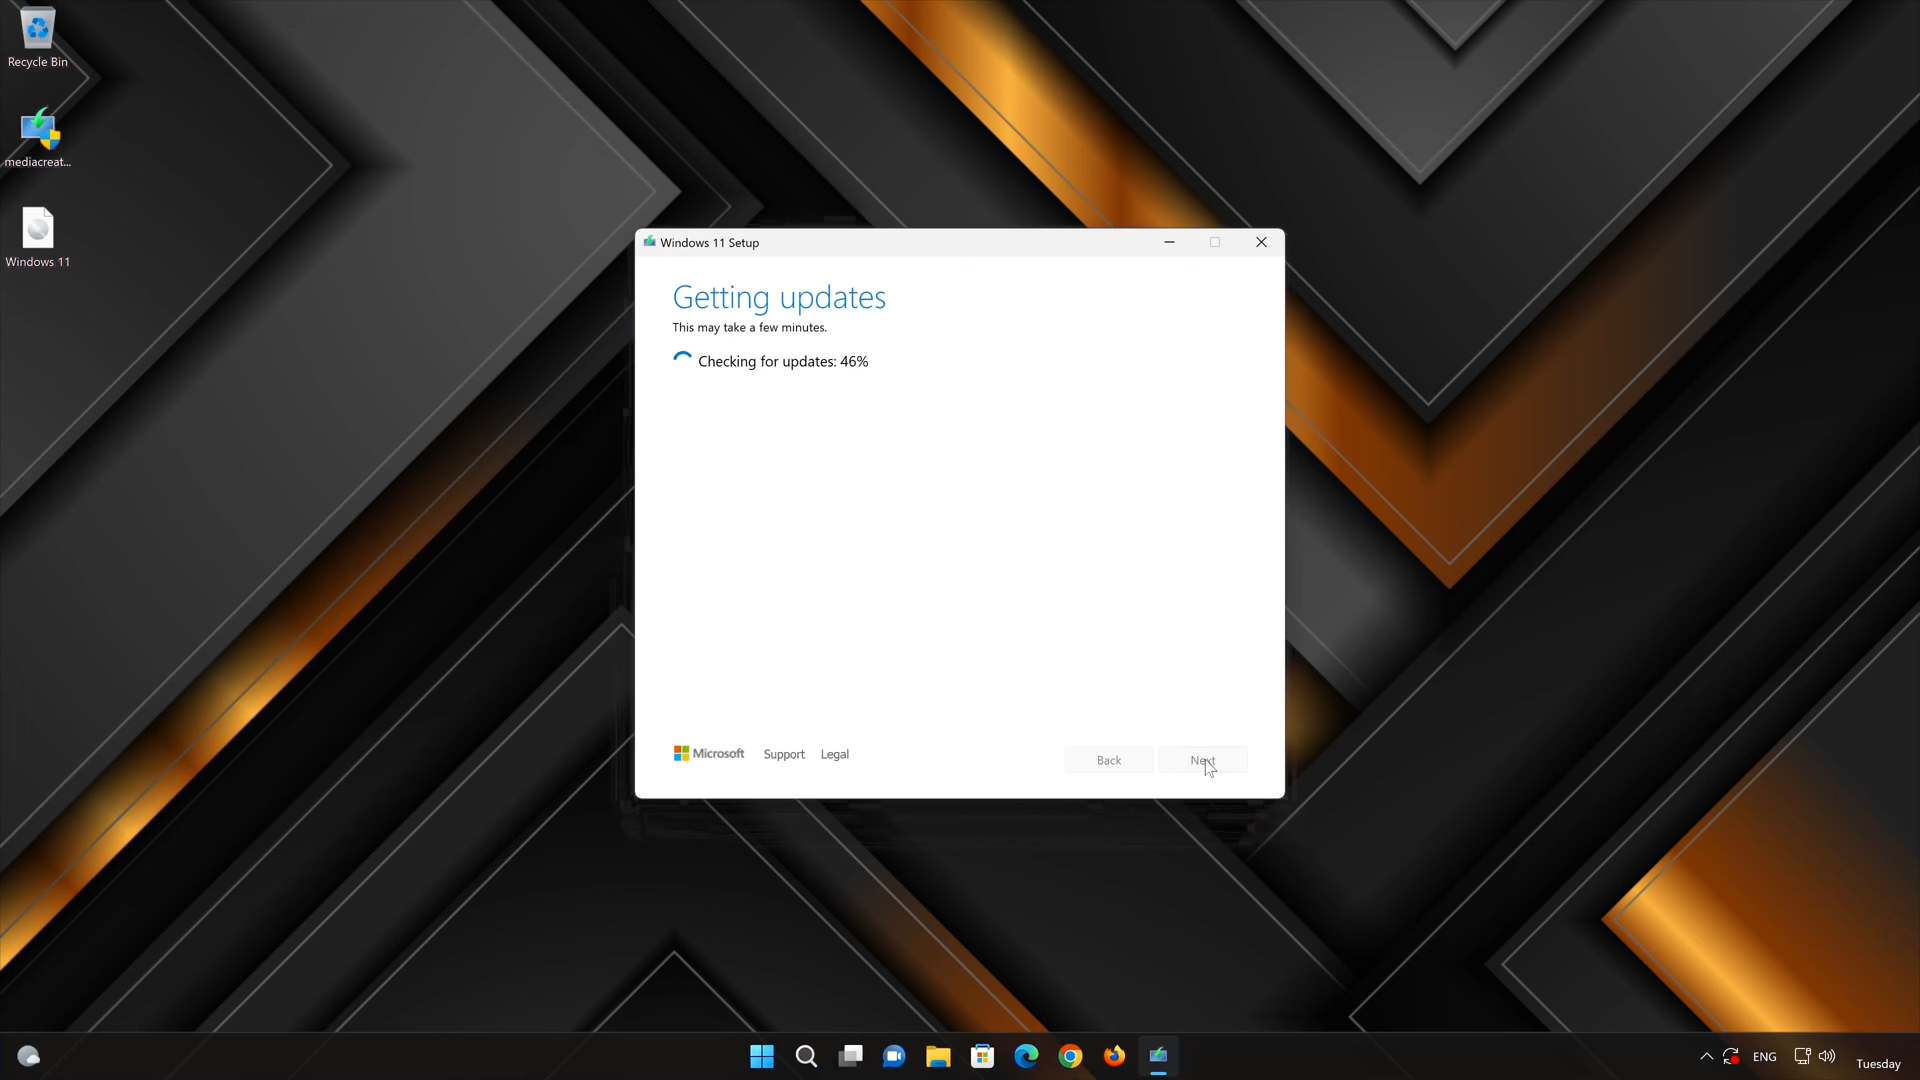 Recycle Bin
mediacreat...
Windows 11
Windows 11 Setup
Getting updates
This may take a few minutes.
Checking for updates: 46%
Microsoft
Support
Legal
Back
Next
ENG
Tuesday